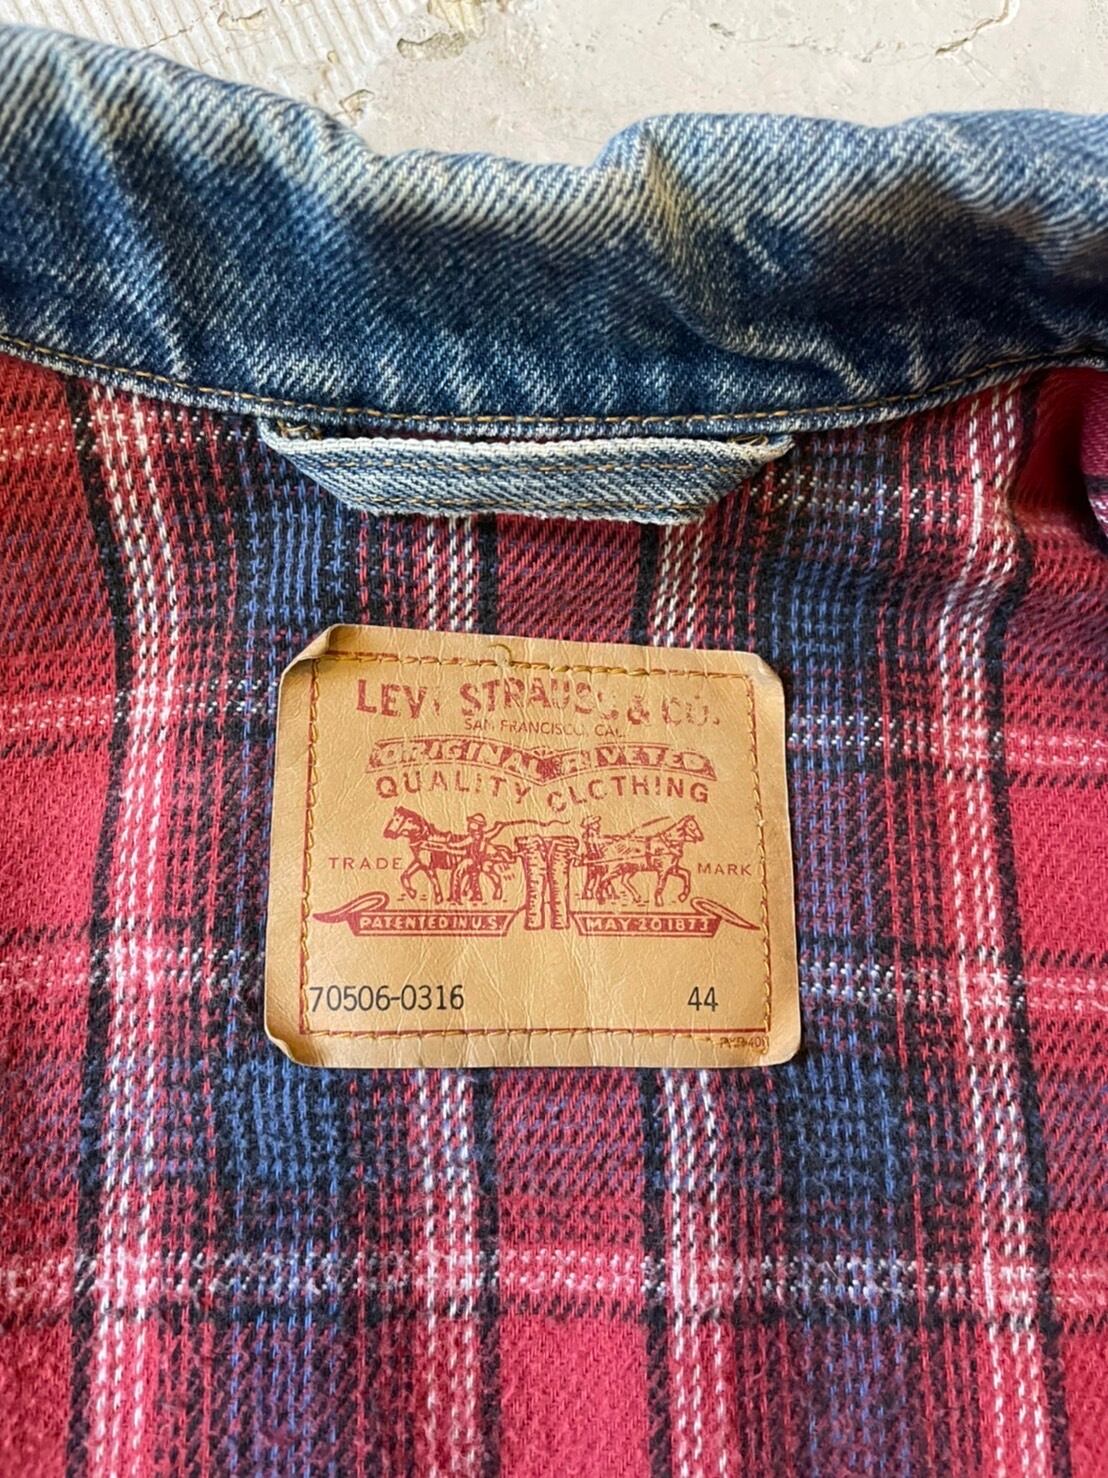 LEVI STRAUSS & CO.
SAN FRANCISCO, CAL.
ORIGINAL RIVETED
QUALITY CLOTHING
TRADE MARK
PATENTED IN U.S. MAY 20 1873
70506-0316 44